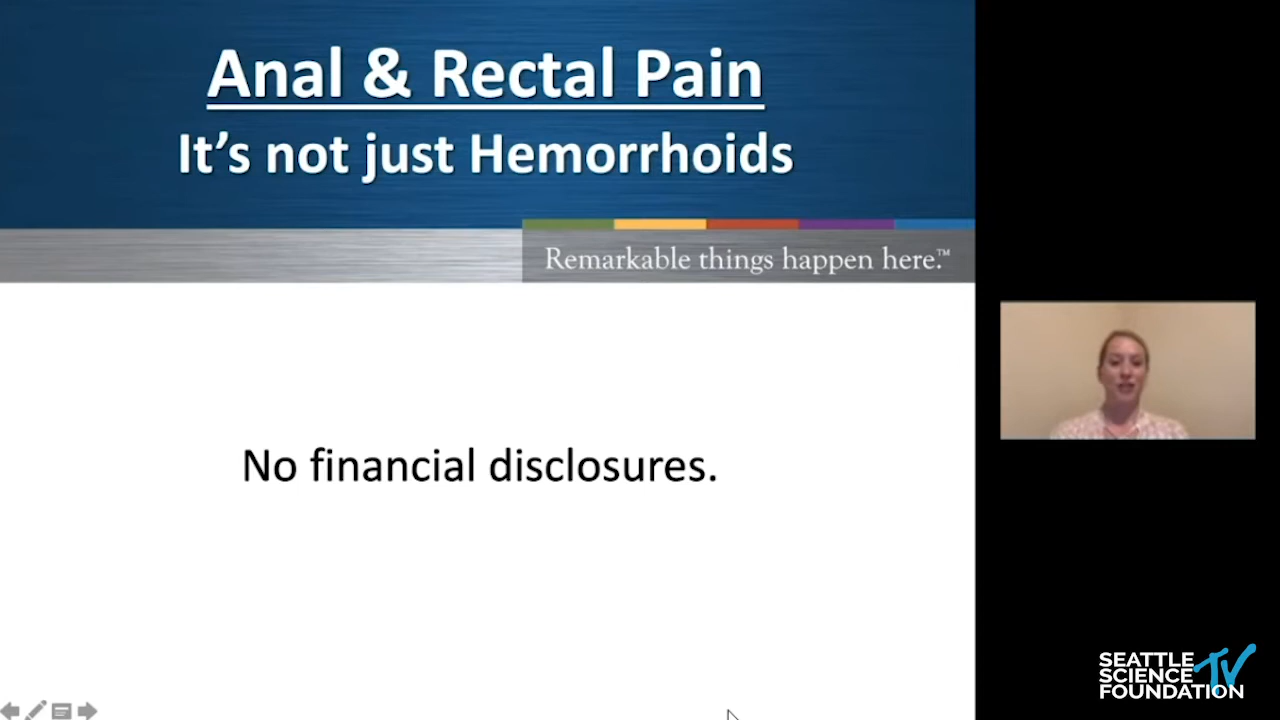 Anal & Rectal Pain
It's not just Hemorrhoids
Remarkable things happen here.™
No financial disclosures.
SEATTLE
SCIENCE
FOUNDATION
TV